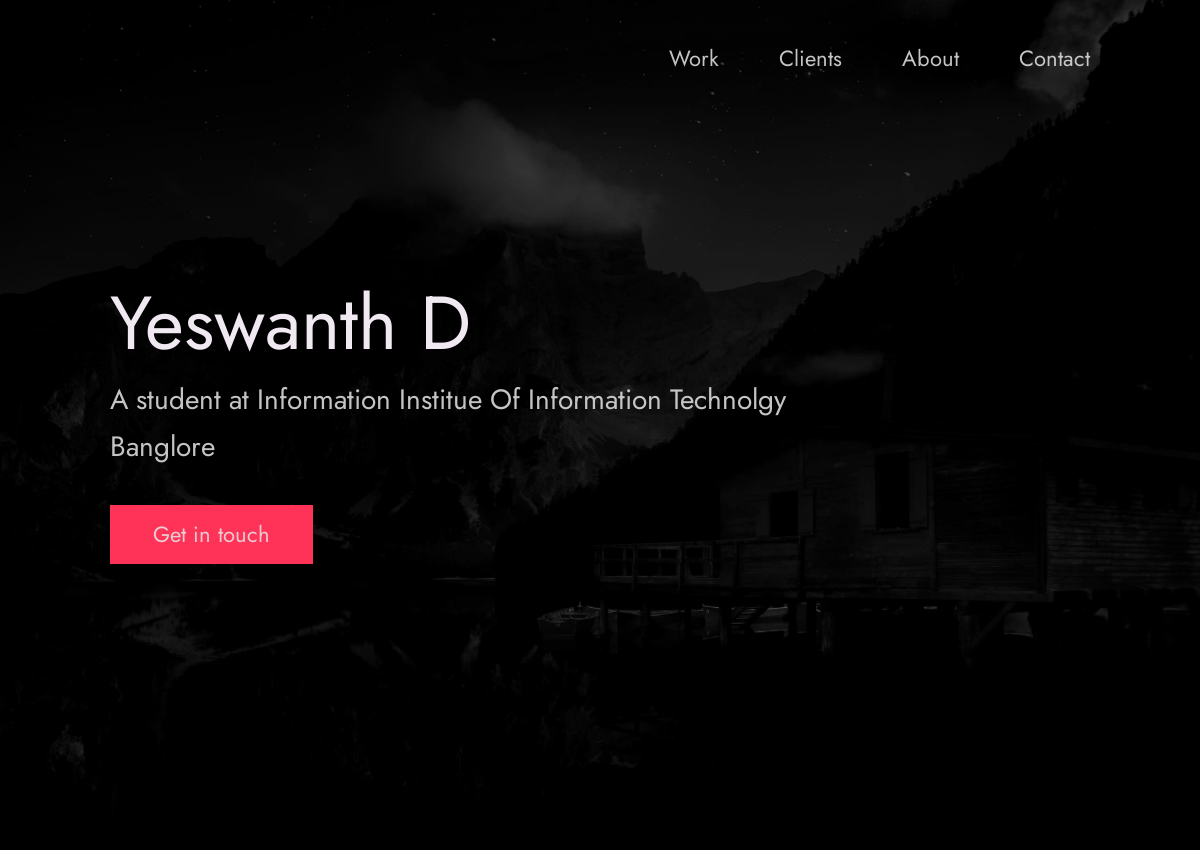 Work Clients About Contact
Yeswanth D
A student at Information Institue Of Information Technolgy
Banglore
Get in touch